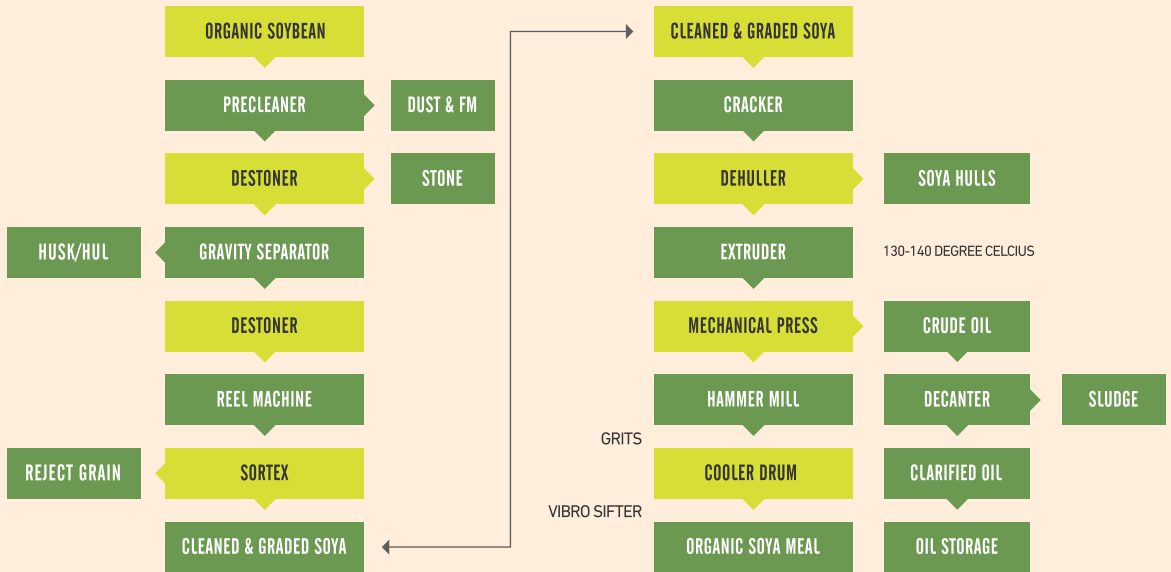 ORGANIC SOYBEAN
PRECLEANER
DUST & FM
DESTONER
STONE
HUSK/HUL
GRAVITY SEPARATOR
DESTONER
REEL MACHINE
REJECT GRAIN
SORTEX
CLEANED & GRADED SOYA
CLEANED & GRADED SOYA
CRACKER
DEHULLER
SOYA HULLS
EXTRUDER
130-140 DEGREE CELCIUS
MECHANICAL PRESS
CRUDE OIL
HAMMER MILL
DECANTER
SLUDGE
GRITS
COOLER DRUM
CLARIFIED OIL
VIBRO SIFTER
ORGANIC SOYA MEAL
OIL STORAGE